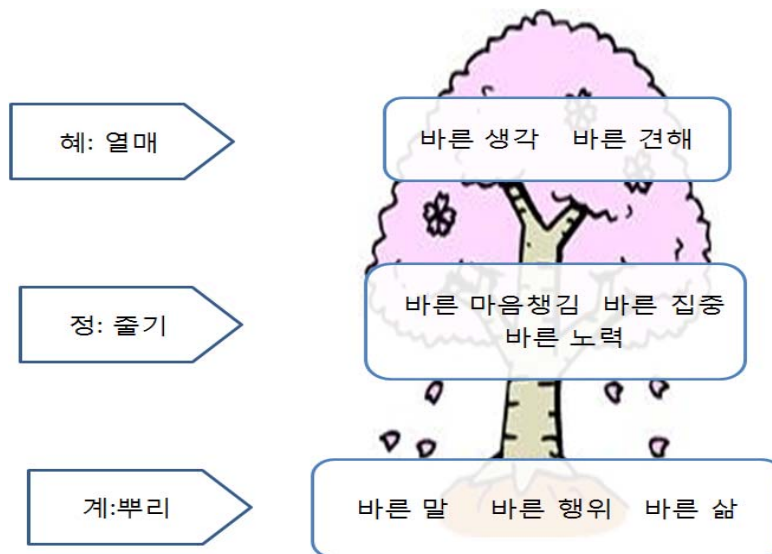 혜: 열매
바른 생각 바른 견해
정: 줄기
바른 마음챙김 바른 집중
바른 노력
계:뿌리
바른 말 바른 행위 바른 삶